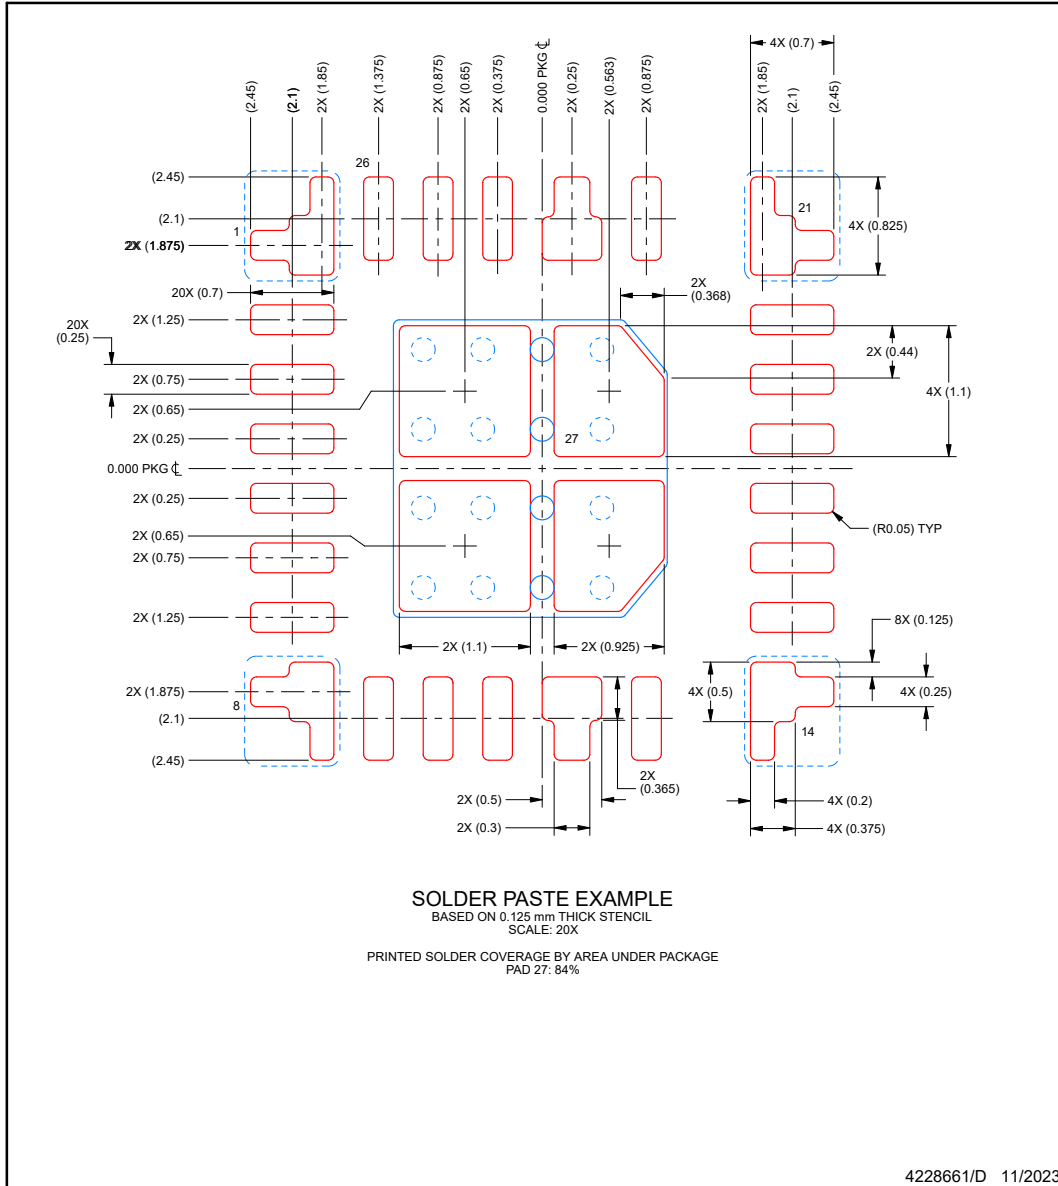 (2.45)
(2.1)
2X (1.85)
2X (1.375)
2X (0.875)
2X (0.65)
2X (0.375)
0.000 PKG ℄
2X (0.25)
2X (0.563)
2X (0.875)
4X (0.7)
2X (1.85)
(2.1)
(2.45)
26
(2.45)
(2.1)
1
2X (1.875)
21
4X (0.825)
20X (0.7)
2X
(0.368)
2X (1.25)
20X
(0.25)
2X (0.44)
2X (0.75)
4X (1.1)
2X (0.65)
2X (0.25)
27
0.000 PKG ℄
2X (0.25)
(R0.05) TYP
2X (0.65)
2X (0.75)
2X (1.25)
8X (0.125)
2X (1.1)
2X (0.925)
2X (1.875)
4X (0.5)
4X (0.25)
8
(2.1)
14
(2.45)
2X
(0.365)
2X (0.5)
4X (0.2)
2X (0.3)
4X (0.375)
SOLDER PASTE EXAMPLE
BASED ON 0.125 mm THICK STENCIL
SCALE: 20X
PRINTED SOLDER COVERAGE BY AREA UNDER PACKAGE
PAD 27: 84%
4228661/D 11/2023